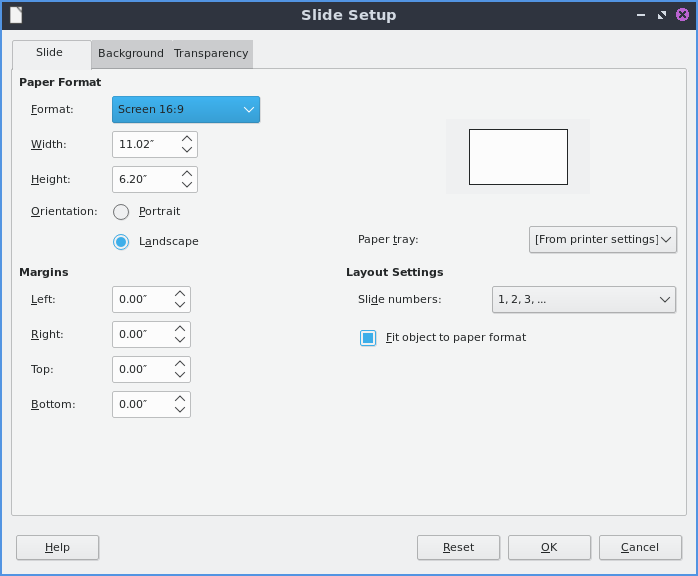 Slide Setup
Slide Background Transparency
Paper Format
Format: Screen 16:9
Width: 11.02″
Height: 6.20″
Orientation: Portrait
Landscape
Paper tray: [From printer settings]
Margins
Left: 0.00″
Right: 0.00″
Top: 0.00″
Bottom: 0.00″
Layout Settings
Slide numbers: 1, 2, 3, ...
Fit object to paper format
Help Reset OK Cancel